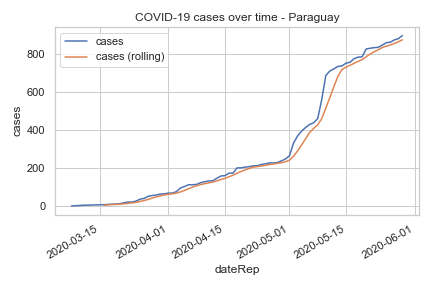 COVID-19 cases over time - Paraguay
cases
cases (rolling)
cases
800
600
400
200
0
2020-03-15
2020-04-01
2020-04-15
2020-05-01
2020-05-15
2020-06-01
dateRep